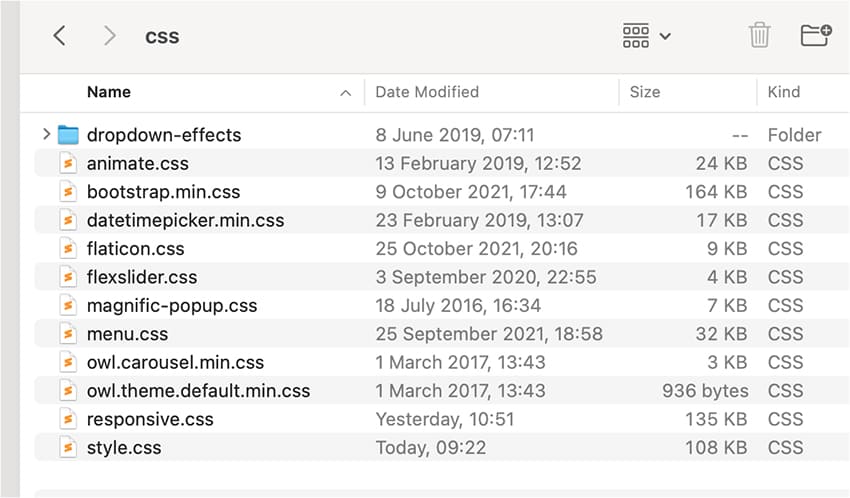 css
Name Date Modified Size Kind
dropdown-effects 8 June 2019, 07:11 -- Folder
animate.css 13 February 2019, 12:52 24 KB CSS
bootstrap.min.css 9 October 2021, 17:44 164 KB CSS
datetimepicker.min.css 23 February 2019, 13:07 17 KB CSS
flaticon.css 25 October 2021, 20:16 9 KB CSS
flexslider.css 3 September 2020, 22:55 4 KB CSS
magnific-popup.css 18 July 2016, 16:34 7 KB CSS
menu.css 25 September 2021, 18:58 32 KB CSS
owl.carousel.min.css 1 March 2017, 13:43 3 KB CSS
owl.theme.default.min.css 1 March 2017, 13:43 936 bytes CSS
responsive.css Yesterday, 10:51 135 KB CSS
style.css Today, 09:22 108 KB CSS